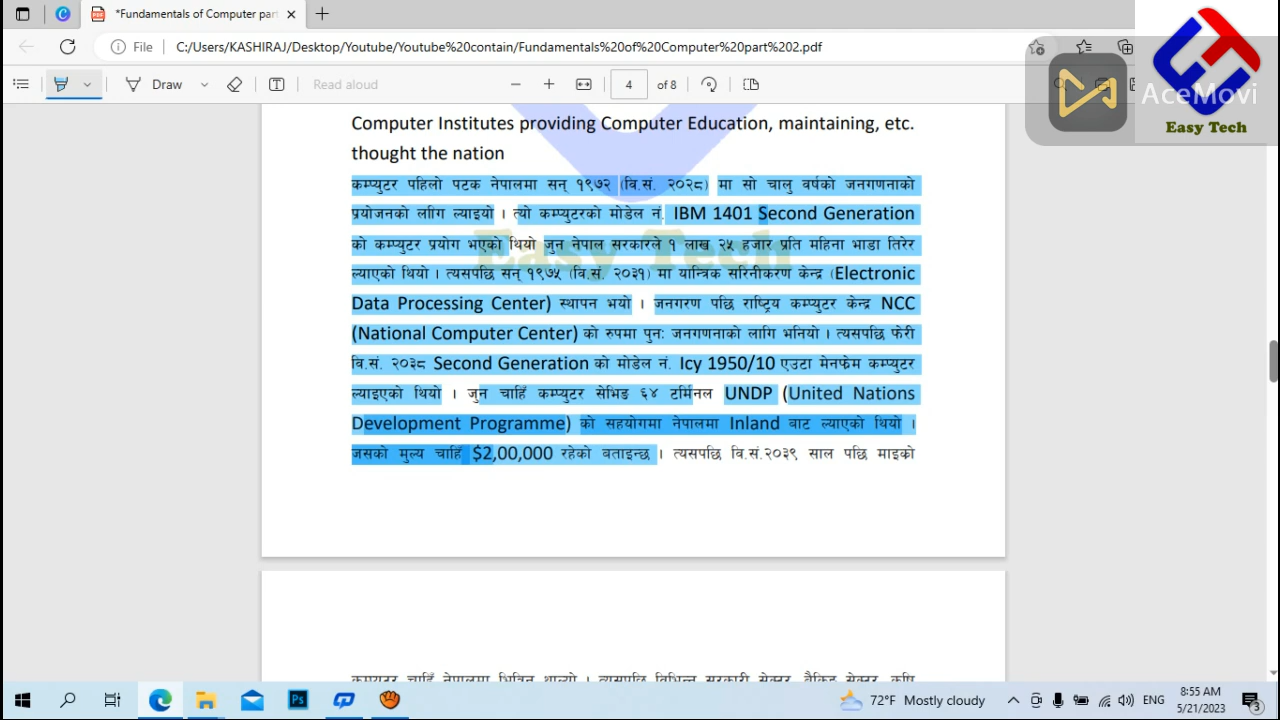 *Fundamentals of Computer part
File C:/Users/KASHIRAJ/Desktop/Youtube/Youtube%20contain/Fundamentals%20of%20Computer%20part%202.pdf
Draw Read aloud 4 of 8
AceMovi
Easy Tech
Computer Institutes providing Computer Education, maintaining, etc.
thought the nation
कम्प्युटर पहिलो पटक नेपालमा सन् १९७२ (वि.सं. २०२८) मा सो चालु वर्षको जनगणनाको
प्रयोजनको लागि ल्याइयो । त्यो कम्प्युटरको मोडेल नं. IBM 1401 Second Generation
को कम्प्युटर प्रयोग भएको थियो जुन नेपाल सरकारले १ लाख २५ हजार प्रति महिना भाडा तिरेर
ल्याएको थियो । त्यसपछि सन् १९७५ (वि.सं. २०३१) मा यान्त्रिक सरिनीकरण केन्द्र (Electronic
Data Processing Center) स्थापन भयो । जनगरण पछि राष्ट्रिय कम्प्युटर केन्द्र NCC
(National Computer Center) को रुपमा पुनः जनगणनाको लागि भनियो । त्यसपछि फेरी
वि.सं. २०३८ Second Generation को मोडेल नं. Icy 1950/10 एउटा मेनफ्रेम कम्प्युटर
ल्याइएको थियो । जुन चाहिँ कम्प्युटर सेभिङ ६४ टर्मिनल UNDP (United Nations
Development Programme) को सहयोगमा नेपालमा Inland बाट ल्याएको थियो ।
जसको मुल्य चाहिँ $2,00,000 रहेको बताइन्छ । त्यसपछि वि.सं.२०३९ साल पछि माइको
Easy Tech
72°F Mostly cloudy ENG 8:55 AM
5/21/2023 3